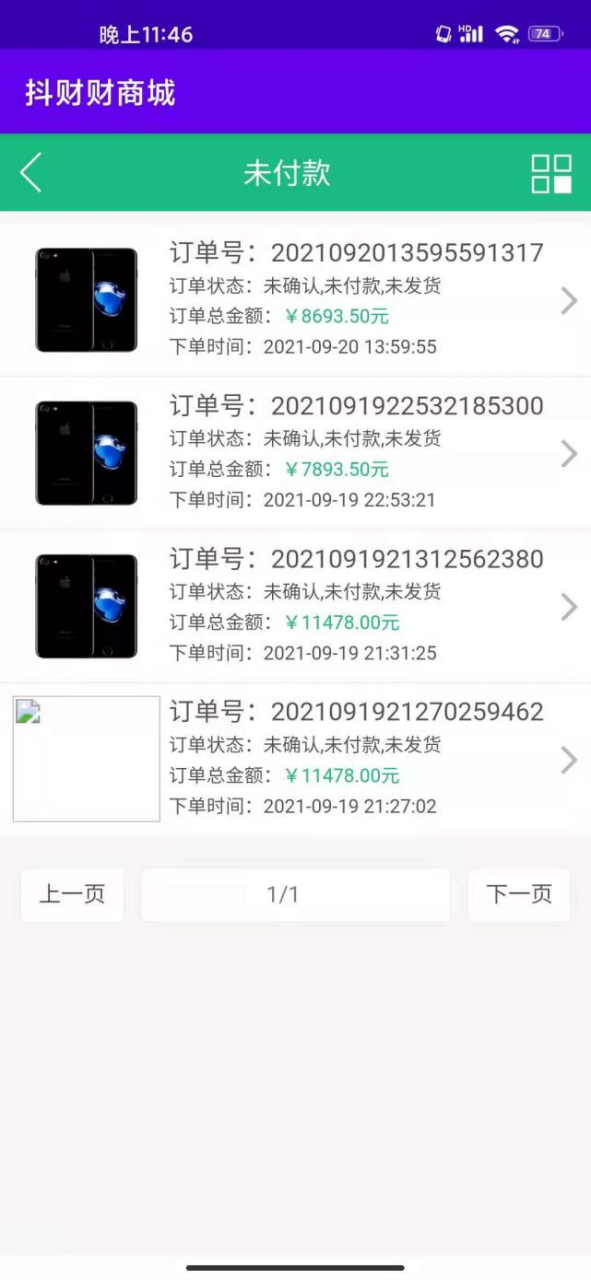 晚上11:46
HD
74
抖财财商城
未付款
订单号：2021092013595591317
订单状态：未确认,未付款,未发货
订单总金额：￥8693.50元
下单时间：2021-09-20 13:59:55
订单号：2021091922532185300
订单状态：未确认,未付款,未发货
订单总金额：￥7893.50元
下单时间：2021-09-19 22:53:21
订单号：2021091921312562380
订单状态：未确认,未付款,未发货
订单总金额：￥11478.00元
下单时间：2021-09-19 21:31:25
订单号：2021091921270259462
订单状态：未确认,未付款,未发货
订单总金额：￥11478.00元
下单时间：2021-09-19 21:27:02
上一页
1/1
下一页